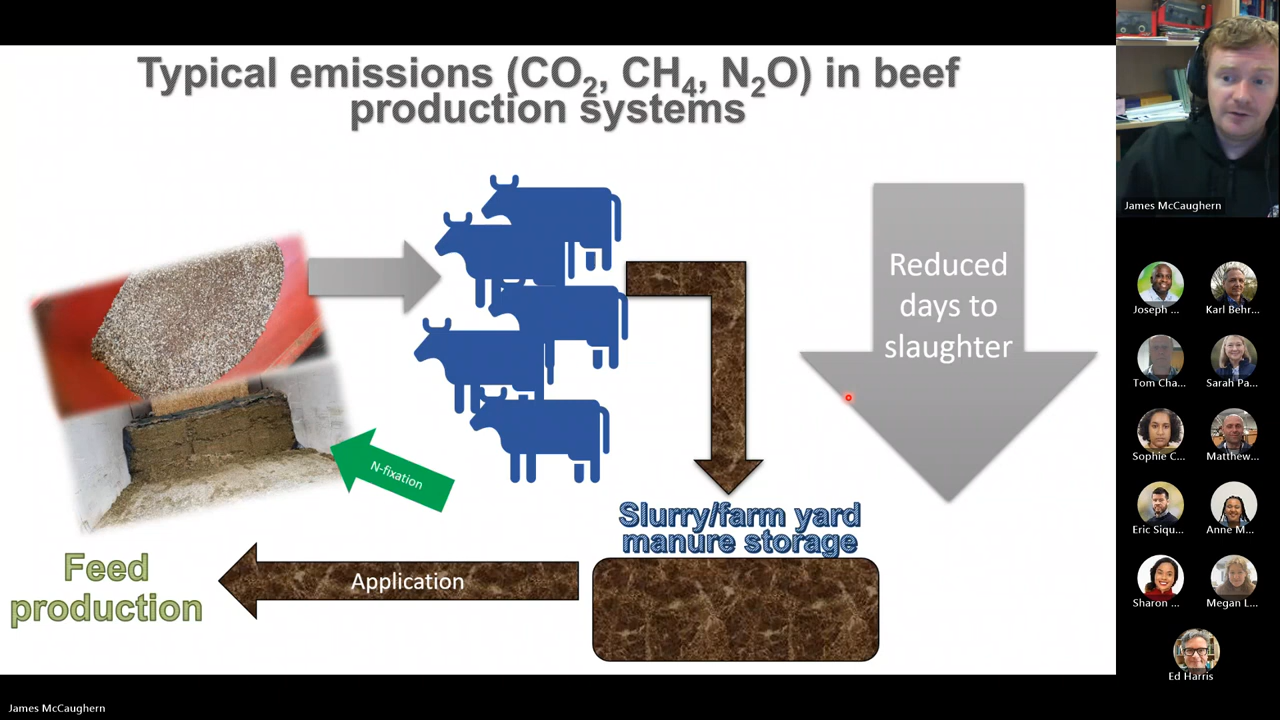 Typical emissions (CO₂, CH₄, N₂O) in beef
production systems
Reduced
days to
slaughter
N-fixation
Slurry/farm yard
manure storage
Feed
production
Application
James McCaughern
Joseph ...
Karl Behr...
Tom Cha...
Sarah Pa...
Sophie C...
Matthew...
Eric Siqu...
Anne M...
Sharon ...
Megan L...
Ed Harris
James McCaughern